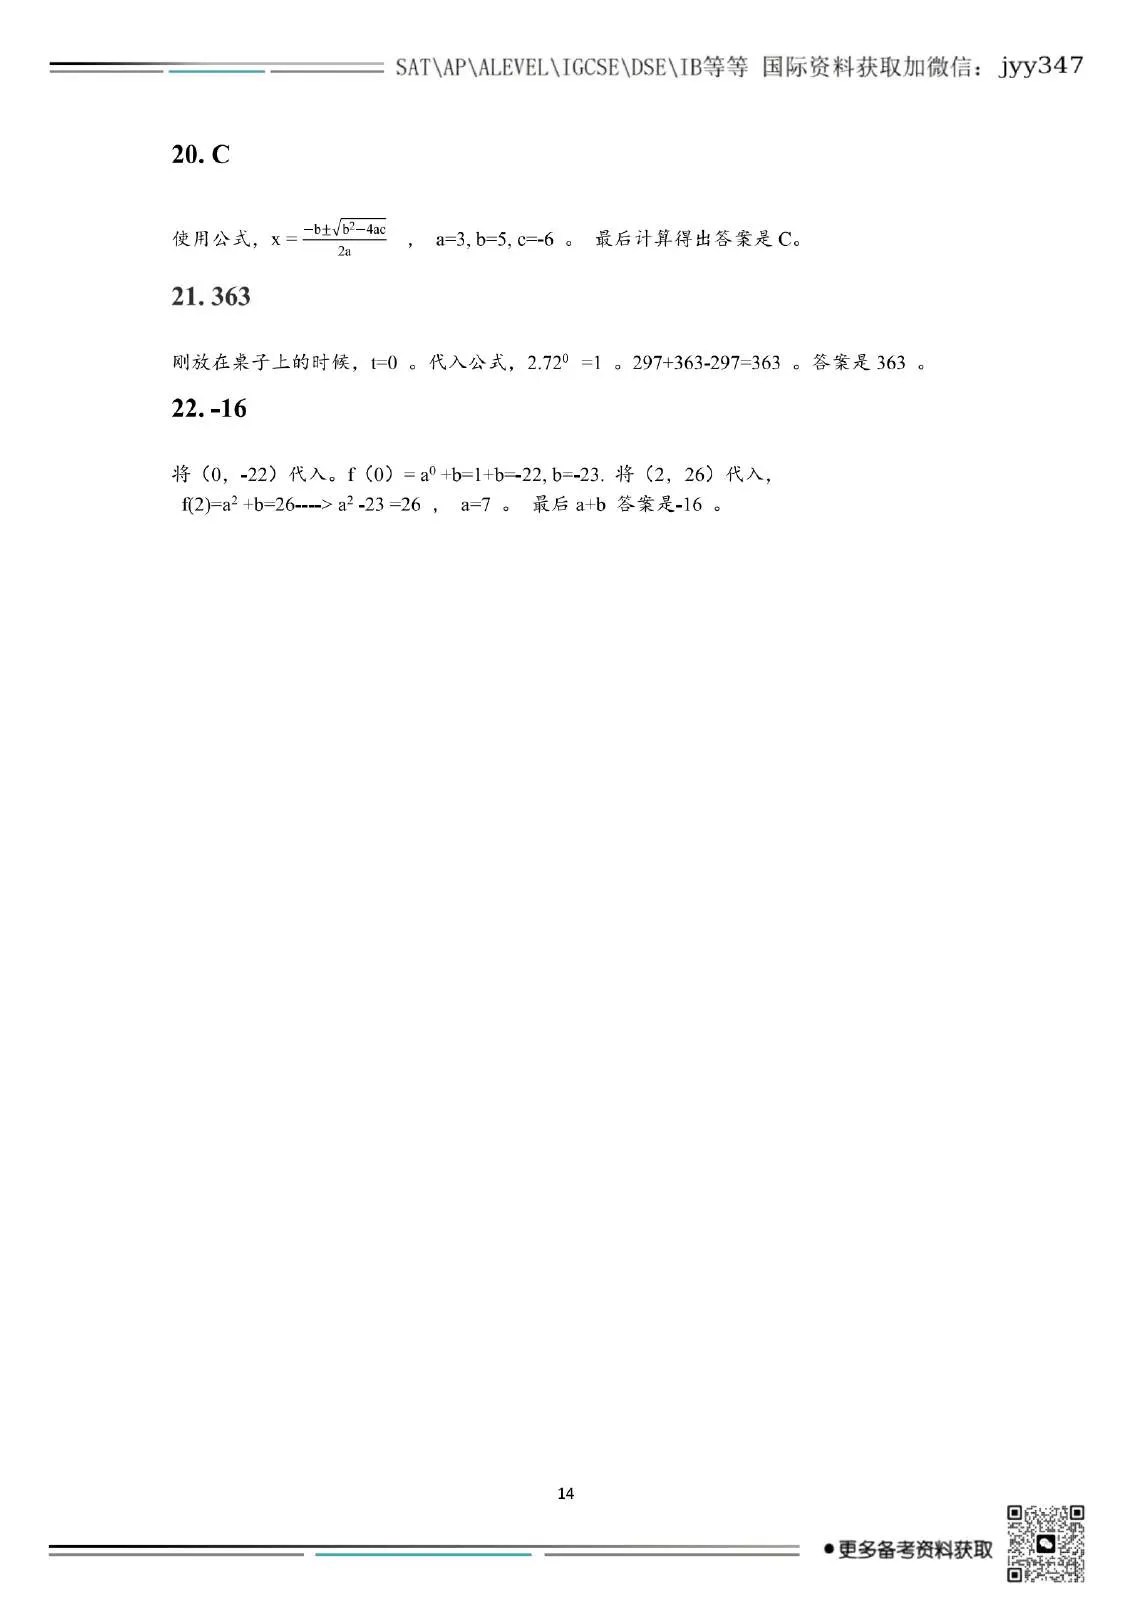 SAT\AP\ALEVEL\IGCSE\DSE\IB等等 国际资料获取加微信：jyy347
20. C
使用公式，x = −b±√b²−4ac / 2a ， a=3, b=5, c=-6 。 最后计算得出答案是 C。
21. 363
刚放在桌子上的时候，t=0 。代入公式，2.72⁰ =1 。297+363-297=363 。答案是 363 。
22. -16
将（0，-22）代入。f（0）= a⁰ +b=1+b=-22, b=-23. 将（2，26）代入，
f(2)=a² +b=26----> a² -23 =26 ， a=7 。 最后 a+b 答案是-16 。
14
●更多备考资料获取